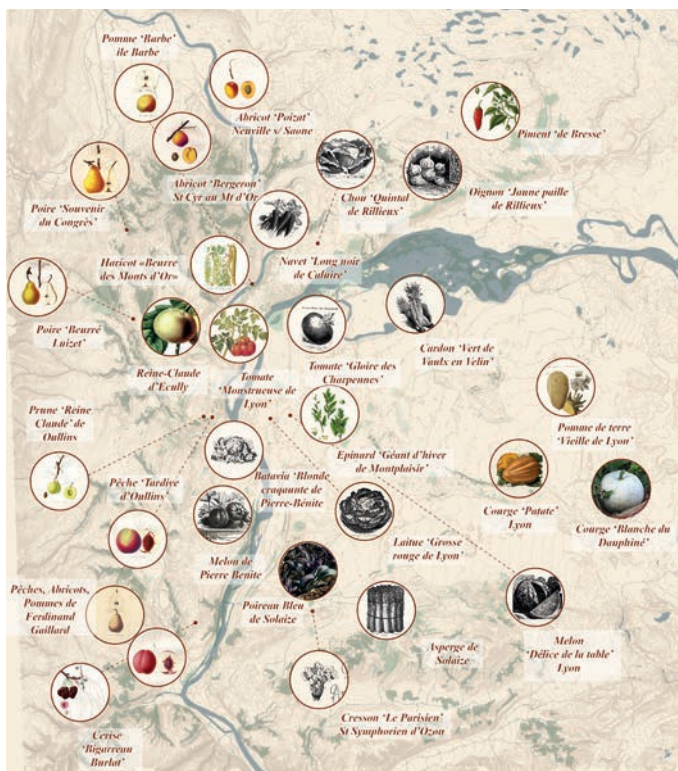 Pomme ‘Barbe’
ile Barbe
Abricot ‘Poizat’
Neuville s/ Saone
Piment ‘de Bresse’
Abricot ‘Bergeron’
St Cyr au Mt d’Or
Poire ‘Souvenir
du Congrès’
Chou ‘Quintal
de Rillieux’
Oignon ‘Jaune paille
de Rillieux’
Haricot «Beurre
des Monts d’Or»
Navet ’Long noir
de Caluire’
Poire ‘Beurré
Luizet’
Reine-Claude
d’Ecully
Tomate
‘Monstrueuse de
Lyon’
Tomate ‘Gloire des
Charpennes’
Cardon ‘Vert de
Vaulx en Velin’
Prune ‘Reine
Claude’ de
Oullins
Pomme de terre
‘Vieille de Lyon’
Epinard ‘Géant d’hiver
de Montplaisir’
Pêche ‘Tardive
d’Oullins’
Batavia ‘Blonde
craquante de
Pierre-Bénite
Courge ‘Patate’
Lyon
Courge ‘Blanche du
Dauphiné’
Laitue ‘Grosse
rouge de Lyon’
Melon de
Pierre Benite
Pêches, Abricots,
Pommes de
Ferdinand
Gaillard
Poireau Bleu
de Solaize
Asperge de
Solaize
Melon
‘Délice de la table’
Lyon
Cresson ‘Le Parisien’
St Symphorien d’Ozon
Cerise
‘Bigarreau
Burlat’